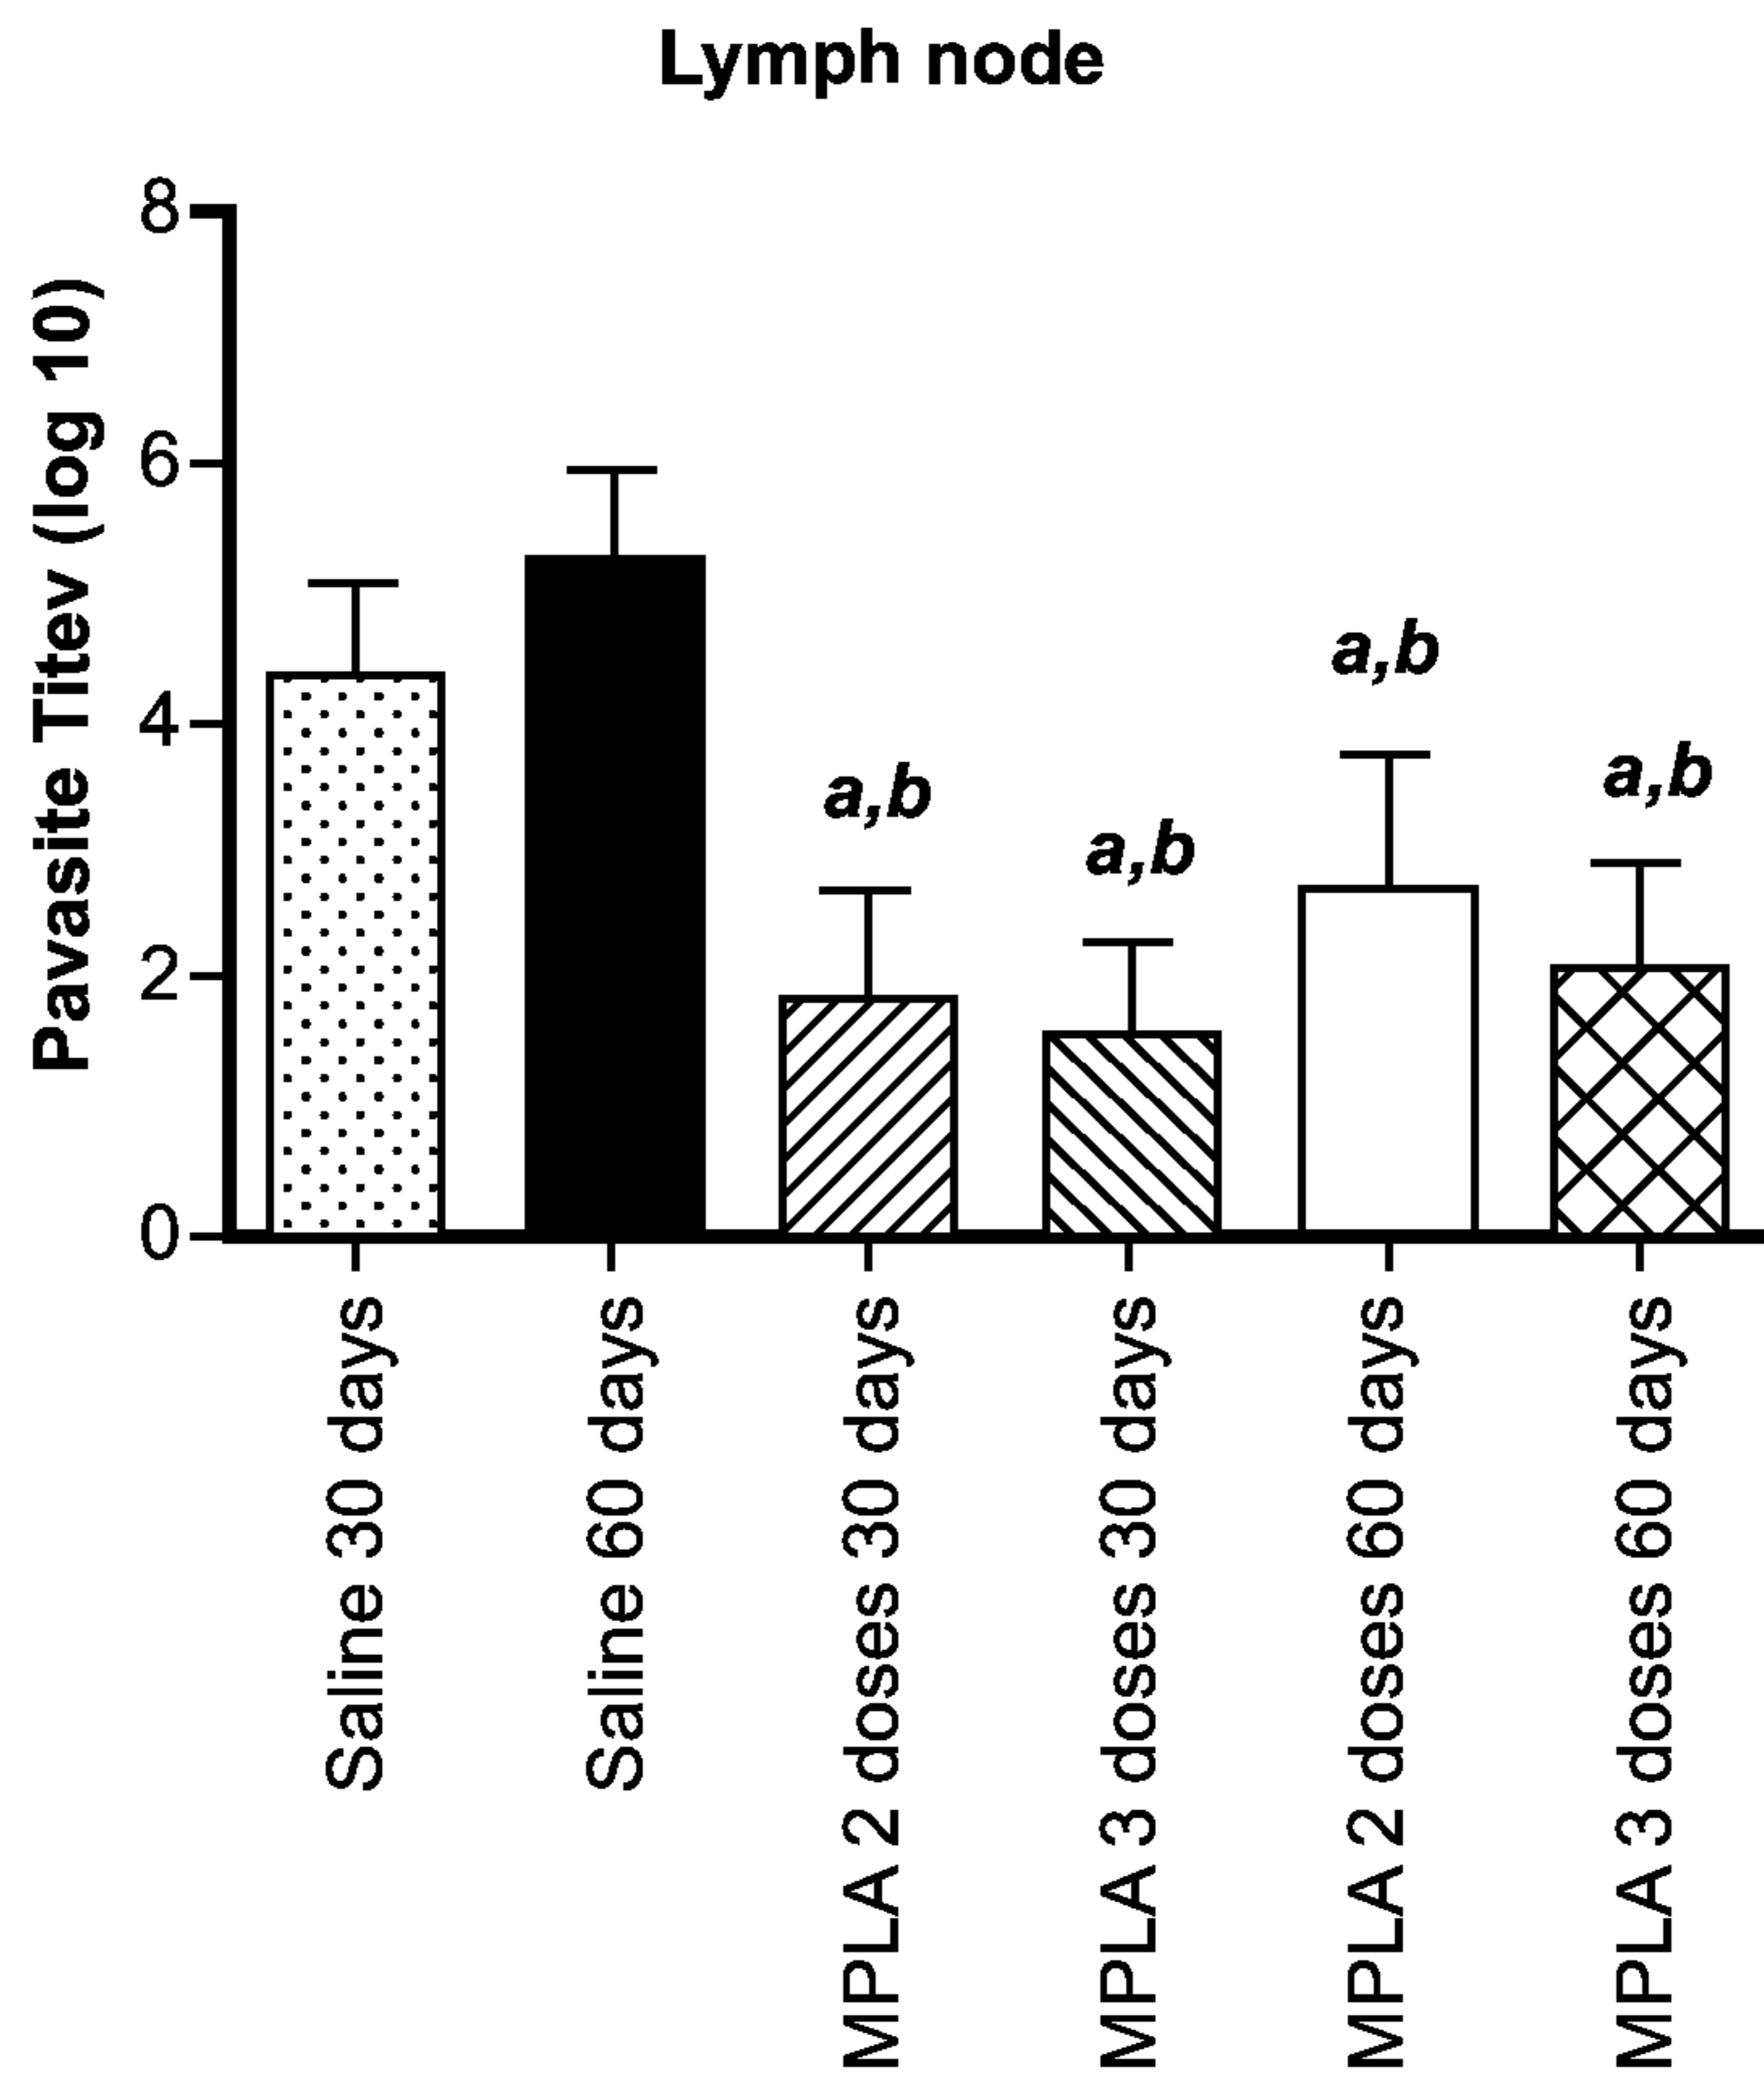 Lymph node
Pavasite Titev (log 10)
8
6
4
2
0
a,b
a,b
a,b
a,b
Saline 30 days
Saline 60 days
MPLA 2 doses 30 days
MPLA 3 doses 30 days
MPLA 2 doses 60 days
MPLA 3 doses 60 days